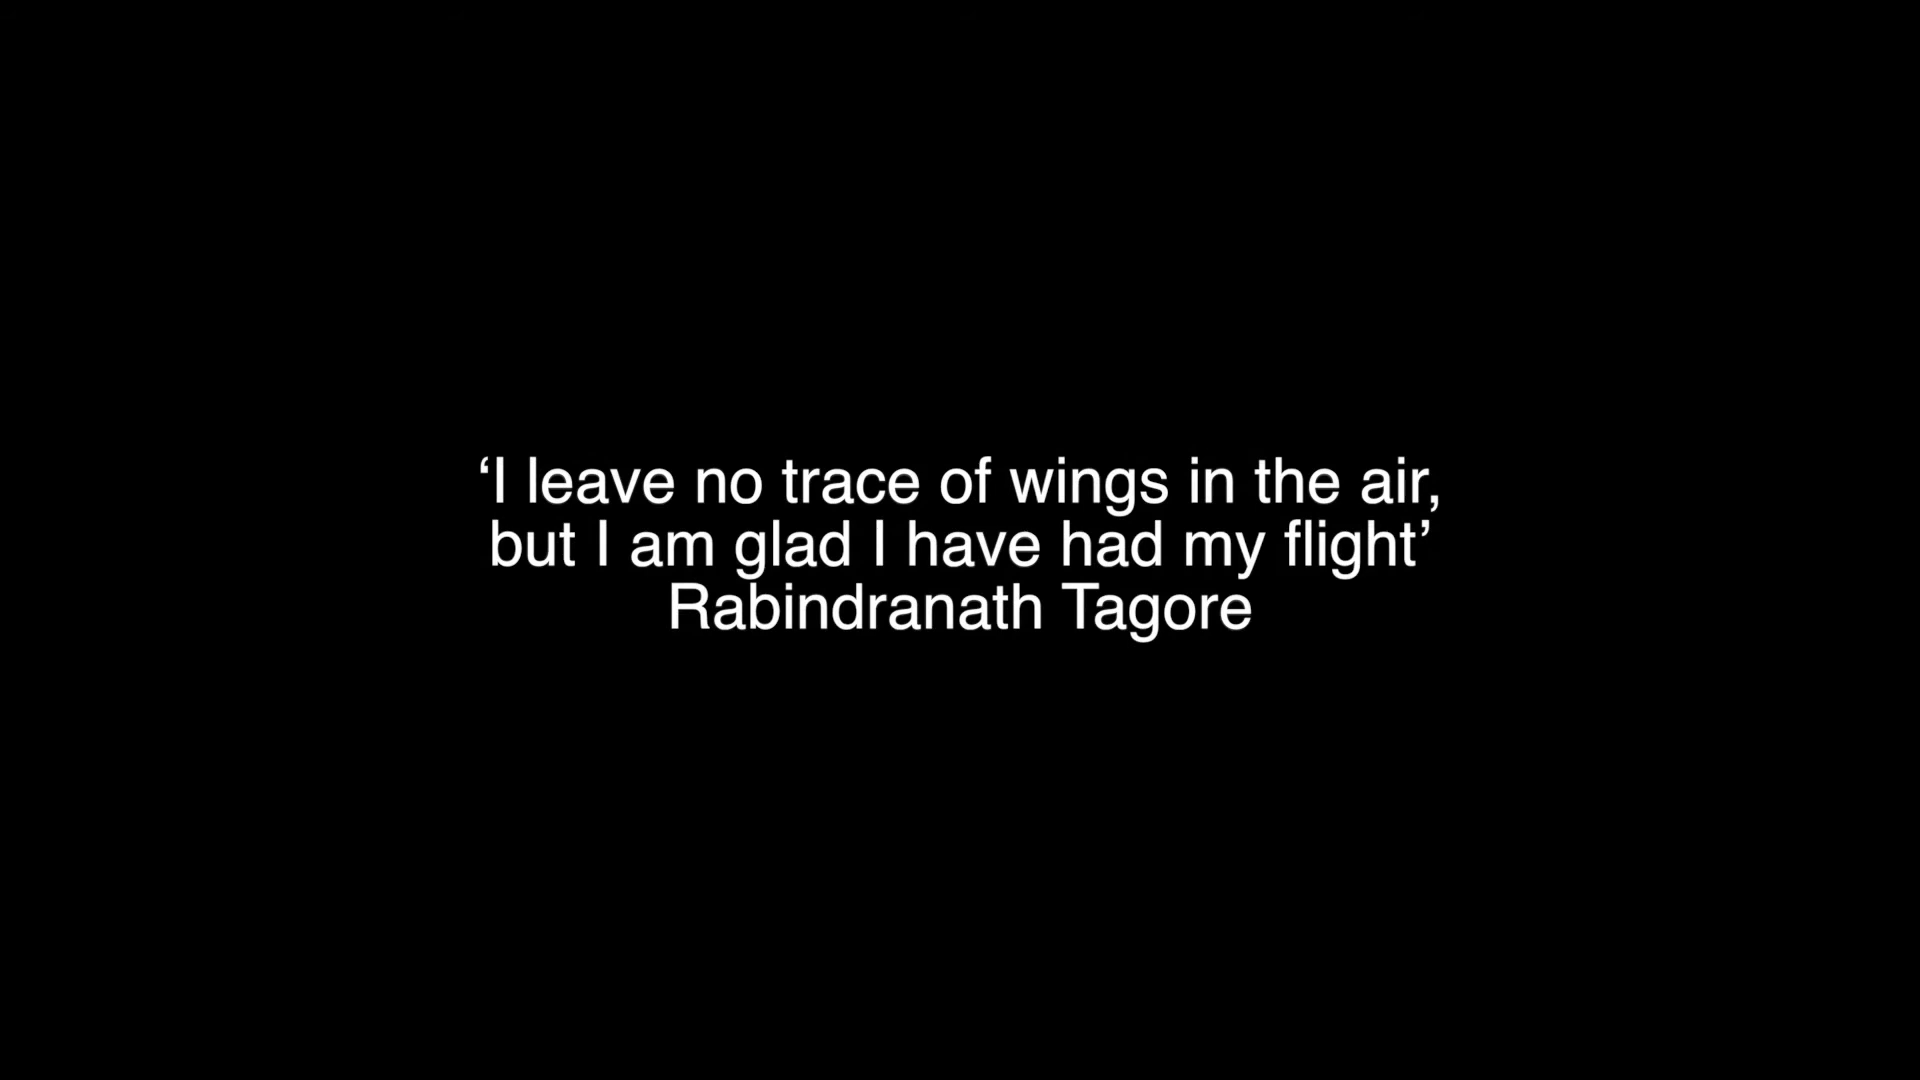 ‘I leave no trace of wings in the air,
but I am glad I have had my flight’
Rabindranath Tagore